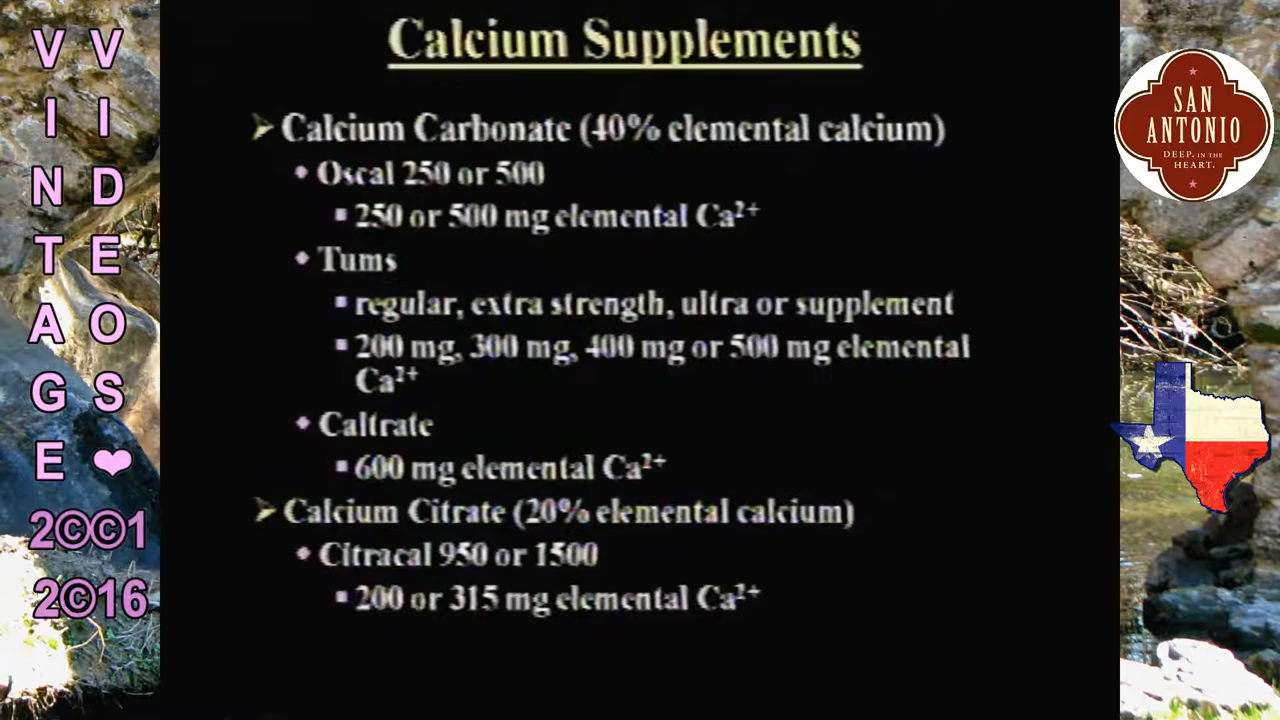 Calcium Supplements
➢ Calcium Carbonate (40% elemental calcium)
• Oscal 250 or 500
▪ 250 or 500 mg elemental Ca²⁺
• Tums
▪ regular, extra strength, ultra or supplement
▪ 200 mg, 300 mg, 400 mg or 500 mg elemental
Ca²⁺
• Caltrate
▪ 600 mg elemental Ca²⁺
➢ Calcium Citrate (20% elemental calcium)
• Citracal 950 or 1500
▪ 200 or 315 mg elemental Ca²⁺
VINTAGE
VIDEOS ❤
2©©1
2©16
SAN
ANTONIO
DEEP. IN THE
HEART.